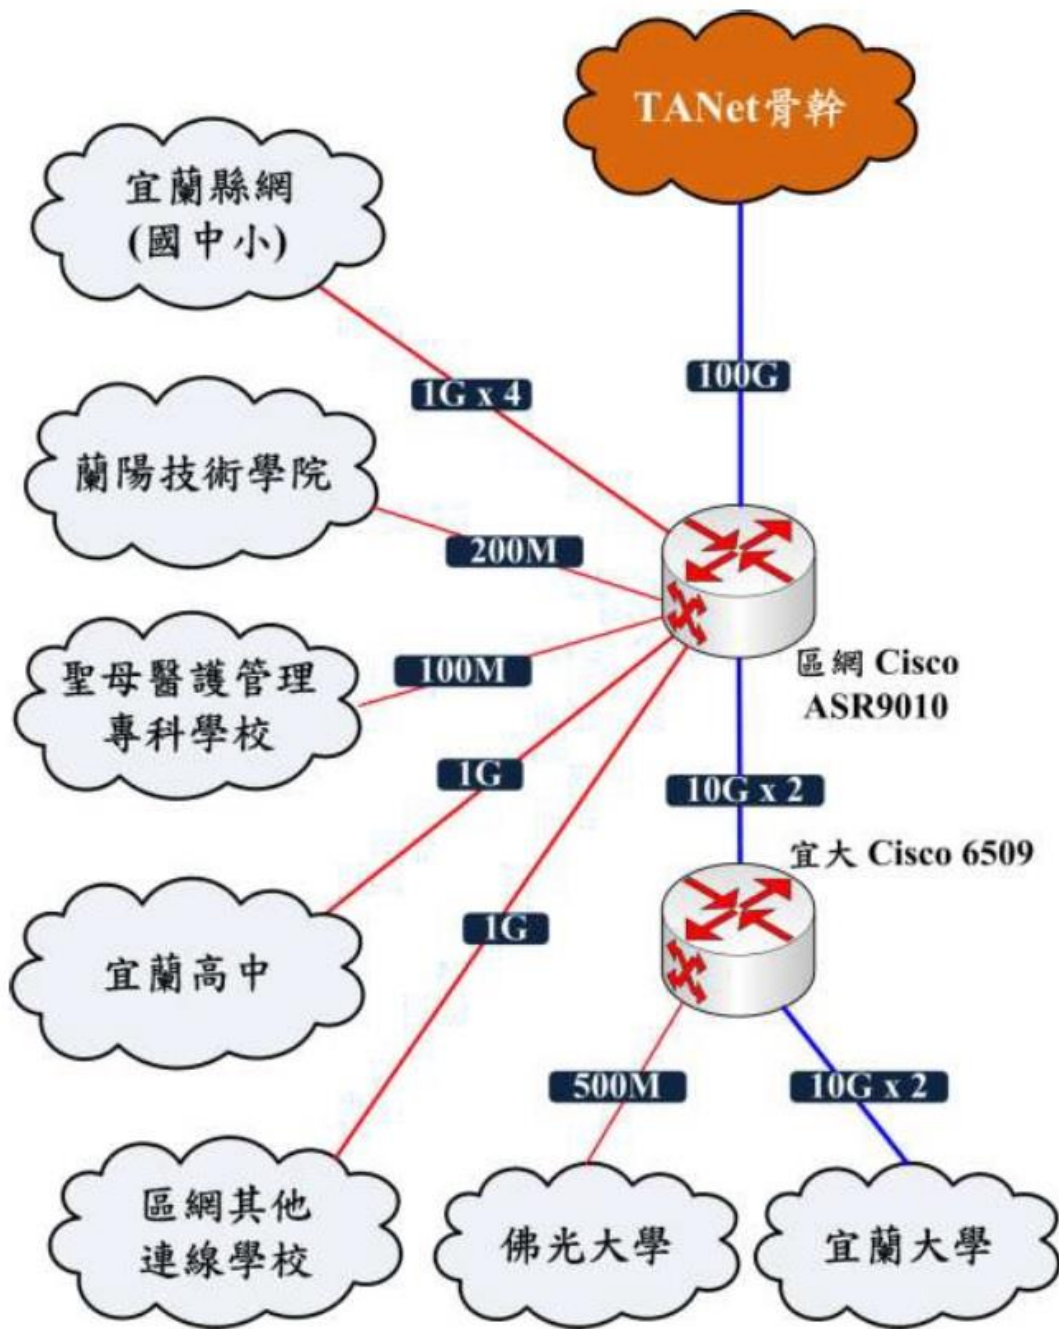 TANet骨幹
宜蘭縣網
(國中小)
1G x 4
100G
蘭陽技術學院
200M
聖母醫護管理
專科學校
100M
區網 Cisco
ASR9010
1G
10G x 2
宜大 Cisco 6509
宜蘭高中
1G
500M
10G x 2
區網其他
連線學校
佛光大學
宜蘭大學